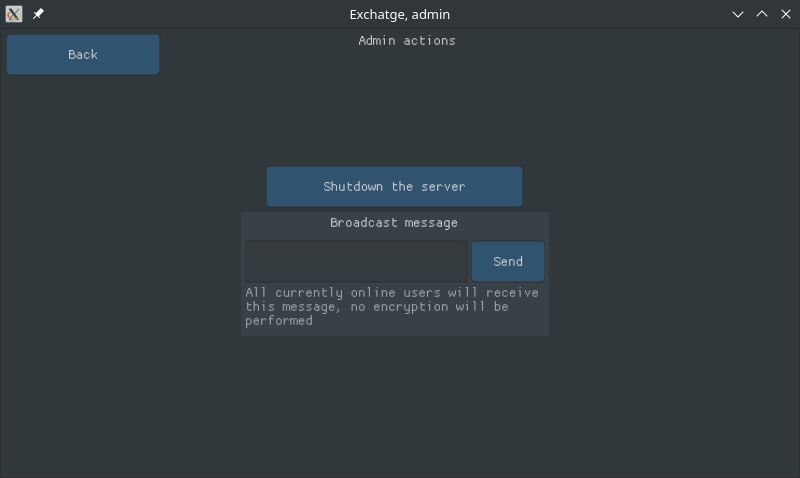 Exchatge, admin
Admin actions
Back
Shutdown the server
Broadcast message
Send
All currently online users will receive
this message, no encryption will be
performed